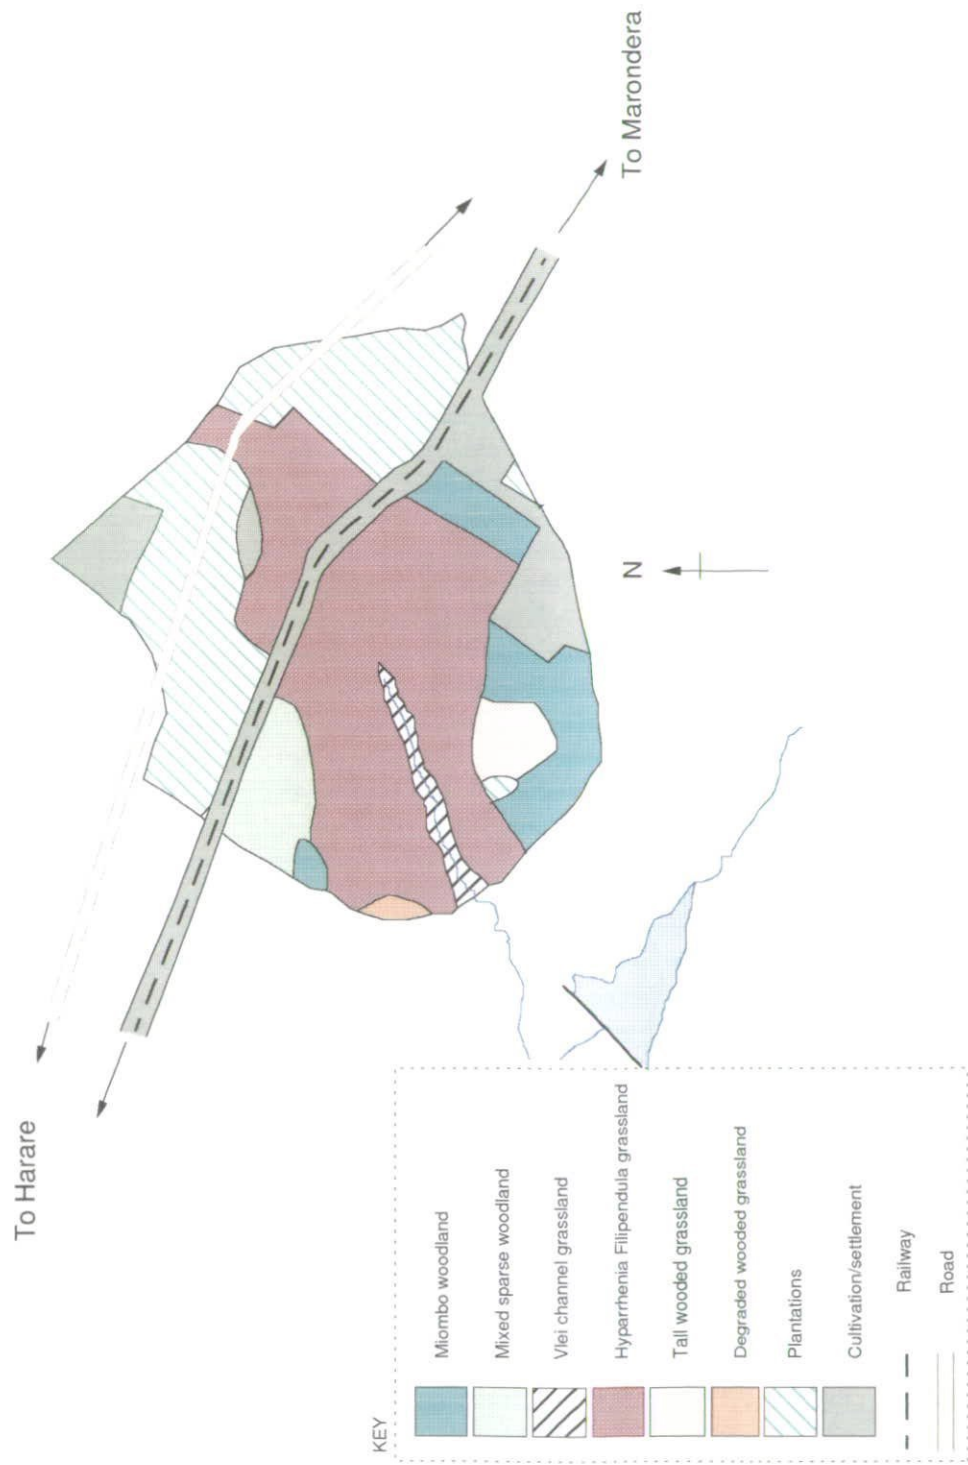 To Harare
To Marondera
N
KEY
Miombo woodland
Mixed sparse woodland
Vlei channel grassland
Hyparrhenia Filipendula grassland
Tall wooded grassland
Degraded wooded grassland
Plantations
Cultivation/settlement
Railway
Road